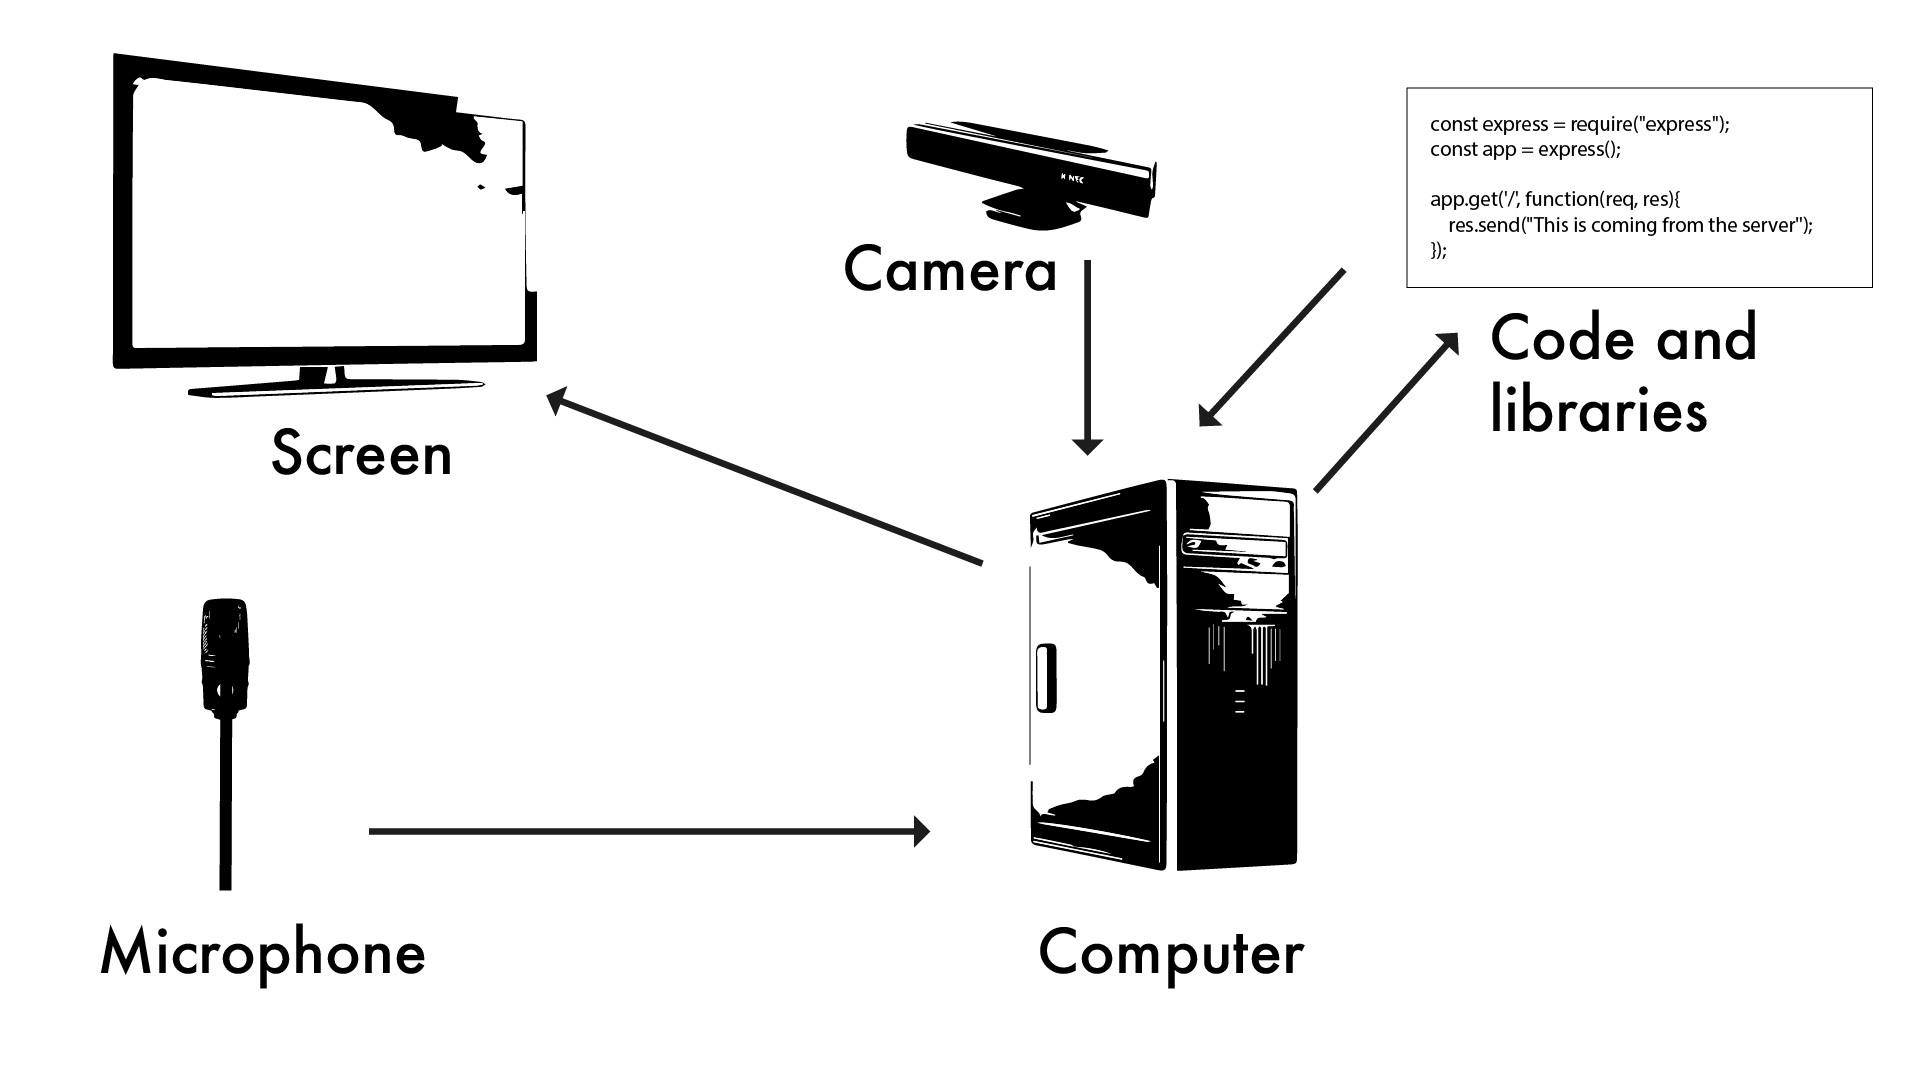 const express = require("express");
const app = express();
app.get('/', function(req, res){
res.send("This is coming from the server");
});
Camera
Code and
libraries
Screen
Microphone
Computer